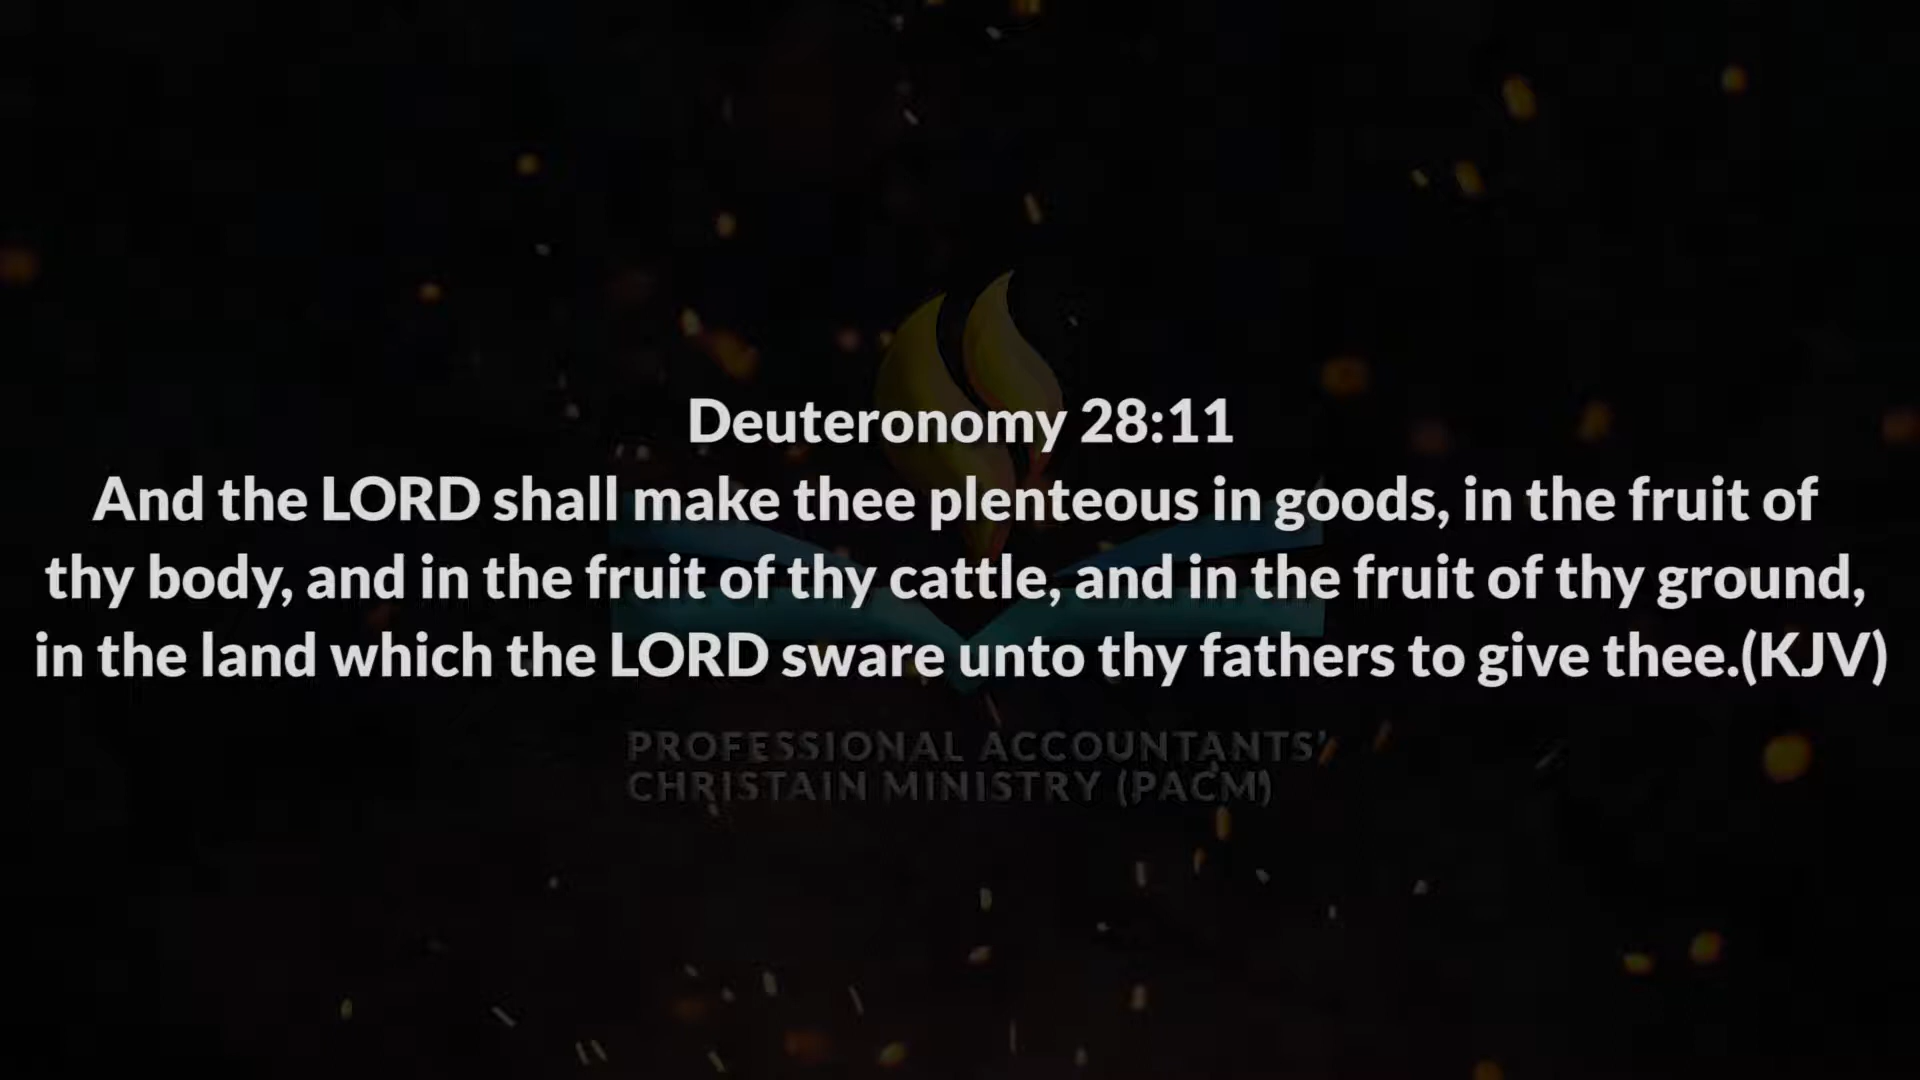 Deuteronomy 28:11
And the LORD shall make thee plenteous in goods, in the fruit of
thy body, and in the fruit of thy cattle, and in the fruit of thy ground,
in the land which the LORD sware unto thy fathers to give thee.(KJV)
PROFESSIONAL ACCOUNTANTS'
CHRISTAIN MINISTRY (PACM)